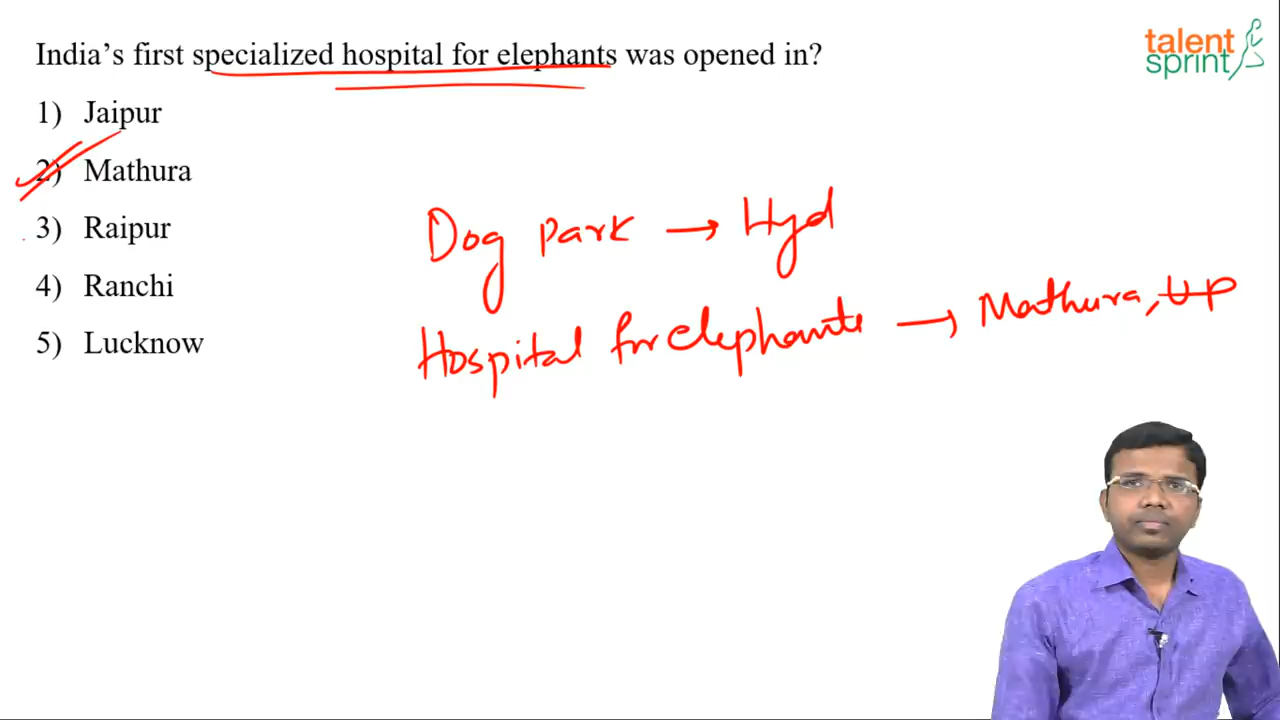 India's first specialized hospital for elephants was opened in?
talent
sprint
1) Jaipur
2) Mathura
3) Raipur
4) Ranchi
5) Lucknow
Dog park → Hyd
Hospital for elephants → Mathura, UP